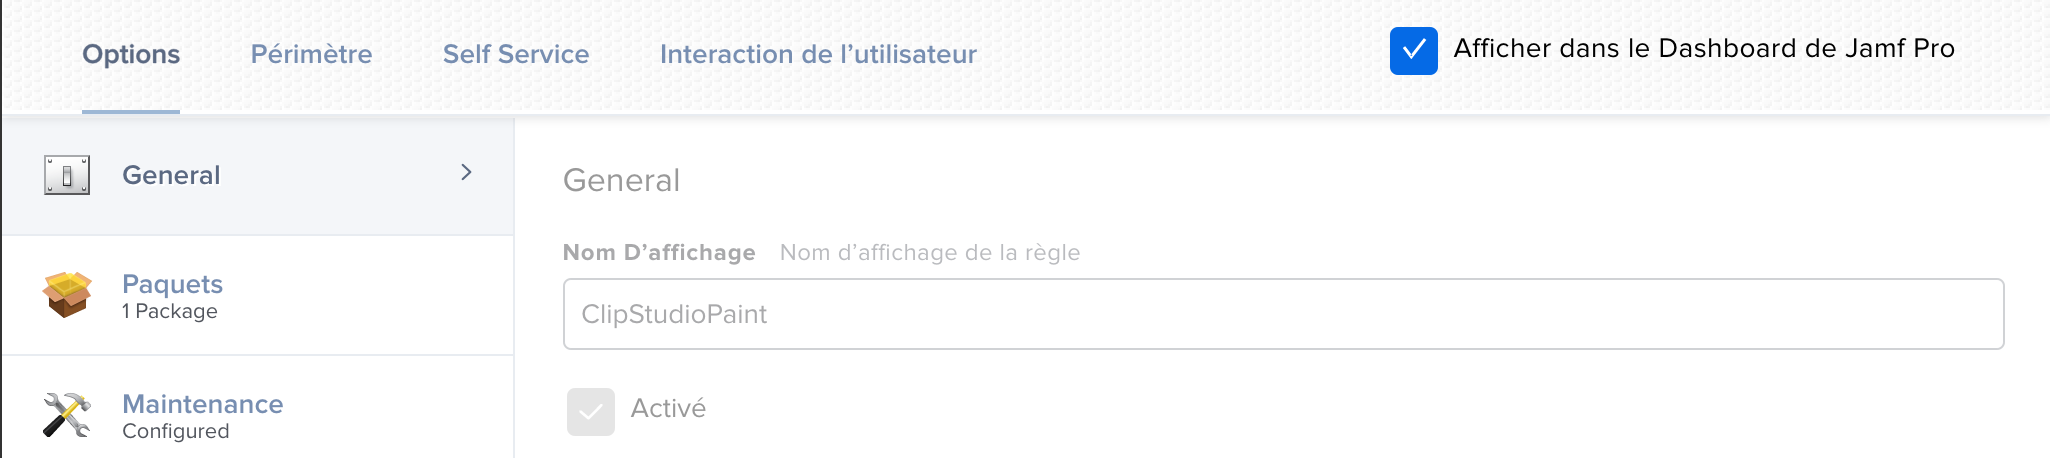 Options Périmètre Self Service Interaction de l’utilisateur Afficher dans le Dashboard de Jamf Pro
General
Paquets
1 Package
Maintenance
Configured
General
Nom D’affichage Nom d’affichage de la règle
ClipStudioPaint
Activé